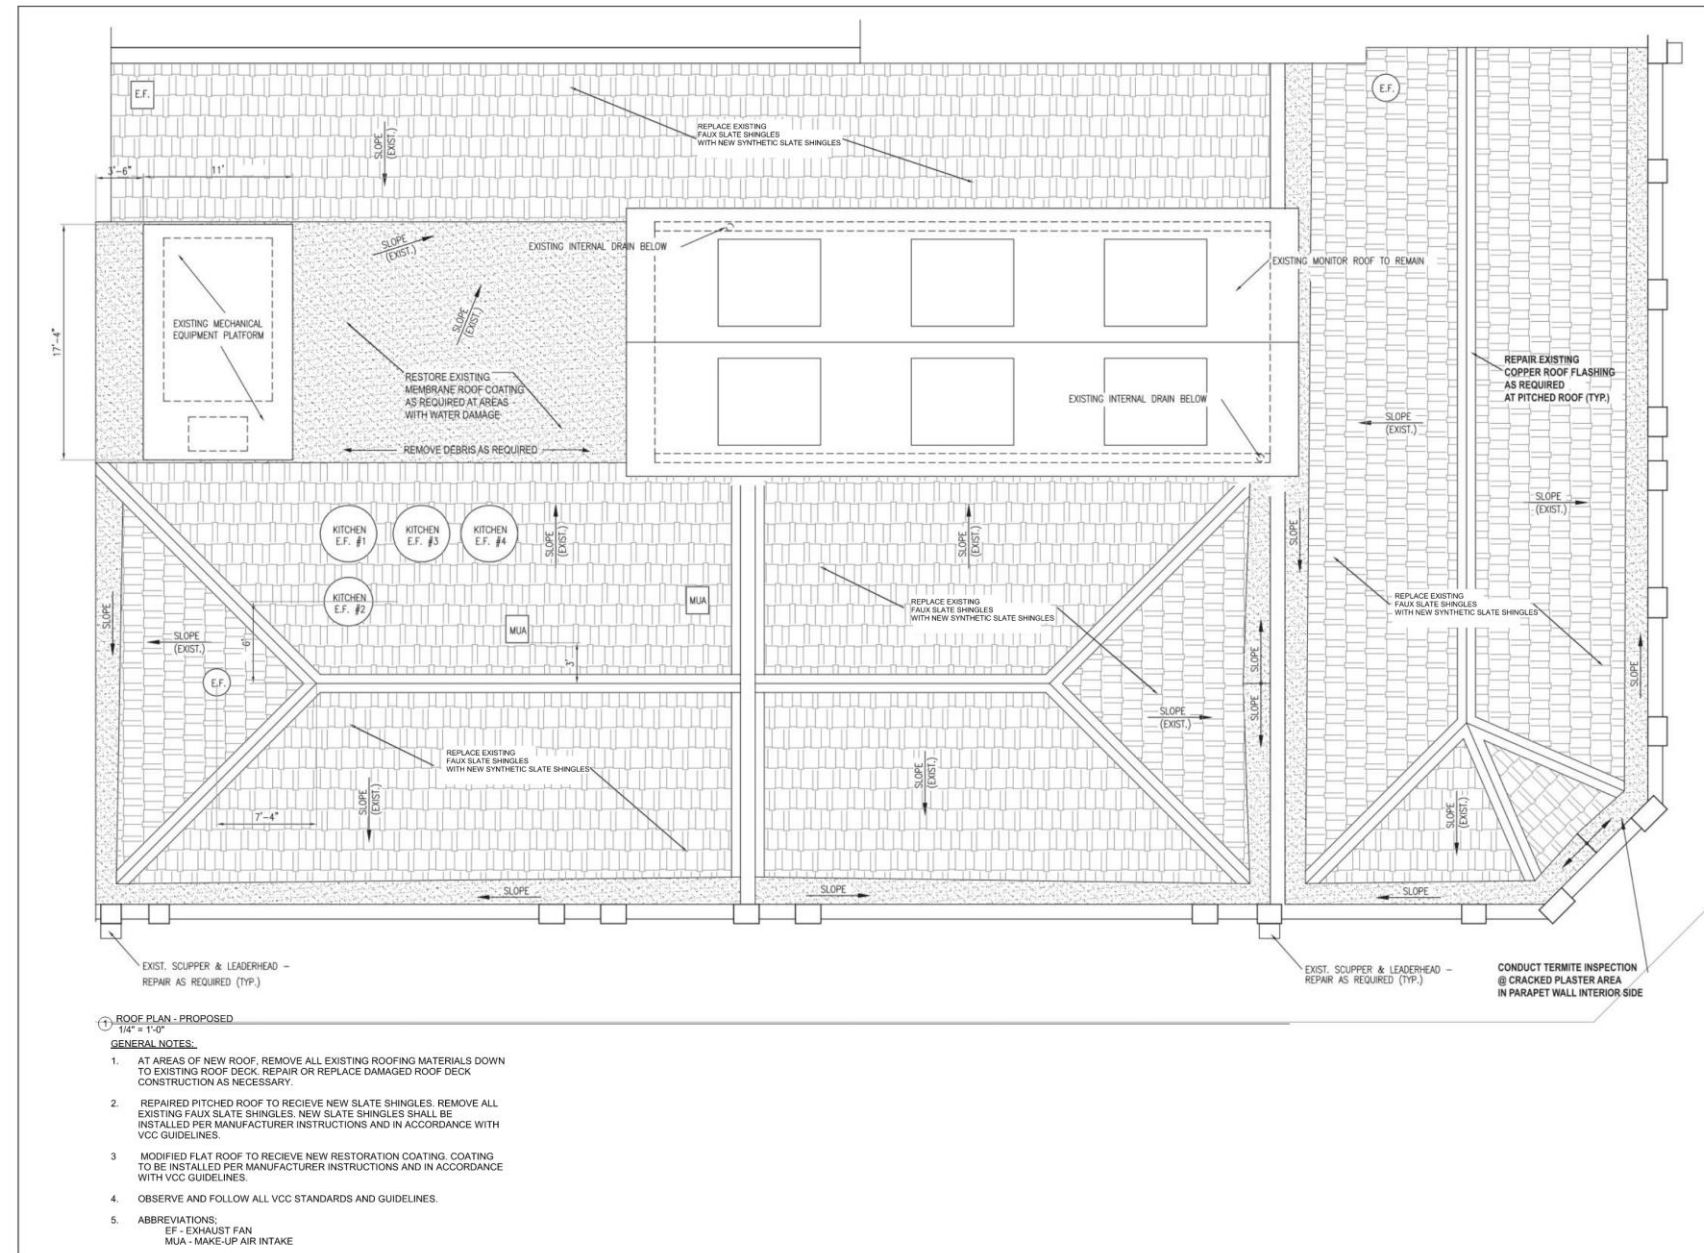 E.F.
E.F.
REPLACE EXISTING
FAUX SLATE SHINGLES
WITH NEW SYNTHETIC SLATE SHINGLES
SLOPE
(EXIST.)
3'-6"
11'
SLOPE
(EXIST.)
EXISTING INTERNAL DRAIN BELOW
EXISTING MONITOR ROOF TO REMAIN
17'-4"
EXISTING MECHANICAL
EQUIPMENT PLATFORM
SLOPE
(EXIST.)
RESTORE EXISTING
MEMBRANE ROOF COATING
AS REQUIRED AT AREAS
WITH WATER DAMAGE
REMOVE DEBRIS AS REQUIRED
EXISTING INTERNAL DRAIN BELOW
REPAIR EXISTING
COPPER ROOF FLASHING
AS REQUIRED
AT PITCHED ROOF (TYP.)
SLOPE
(EXIST.)
SLOPE
(EXIST.)
KITCHEN
E.F. #1
KITCHEN
E.F. #3
KITCHEN
E.F. #4
SLOPE
(EXIST.)
SLOPE
(EXIST.)
SLOPE
KITCHEN
E.F. #2
MUA
MUA
SLOPE
SLOPE
(EXIST.)
6'
3'
E.F.
REPLACE EXISTING
FAUX SLATE SHINGLES
WITH NEW SYNTHETIC SLATE SHINGLES
REPLACE EXISTING
FAUX SLATE SHINGLES
WITH NEW SYNTHETIC SLATE SHINGLES
SLOPE
SLOPE
SLOPE
SLOPE
(EXIST.)
REPLACE EXISTING
FAUX SLATE SHINGLES
WITH NEW SYNTHETIC SLATE SHINGLES
SLOPE
(EXIST.)
SLOPE
(EXIST.)
SLOPE
(EXIST.)
7'-4"
SLOPE
SLOPE
SLOPE
EXIST. SCUPPER & LEADERHEAD –
REPAIR AS REQUIRED (TYP.)
EXIST. SCUPPER & LEADERHEAD –
REPAIR AS REQUIRED (TYP.)
CONDUCT TERMITE INSPECTION
@ CRACKED PLASTER AREA
IN PARAPET WALL INTERIOR SIDE
1 ROOF PLAN - PROPOSED
1/4" = 1'-0"
GENERAL NOTES:
1. AT AREAS OF NEW ROOF, REMOVE ALL EXISTING ROOFING MATERIALS DOWN
TO EXISTING ROOF DECK. REPAIR OR REPLACE DAMAGED ROOF DECK
CONSTRUCTION AS NECESSARY.
2. REPAIRED PITCHED ROOF TO RECIEVE NEW SLATE SHINGLES. REMOVE ALL
EXISTING FAUX SLATE SHINGLES. NEW SLATE SHINGLES SHALL BE
INSTALLED PER MANUFACTURER INSTRUCTIONS AND IN ACCORDANCE WITH
VCC GUIDELINES.
3 MODIFIED FLAT ROOF TO RECIEVE NEW RESTORATION COATING. COATING
TO BE INSTALLED PER MANUFACTURER INSTRUCTIONS AND IN ACCORDANCE
WITH VCC GUIDELINES.
4. OBSERVE AND FOLLOW ALL VCC STANDARDS AND GUIDELINES.
5. ABBREVIATIONS;
EF - EXHAUST FAN
MUA - MAKE-UP AIR INTAKE